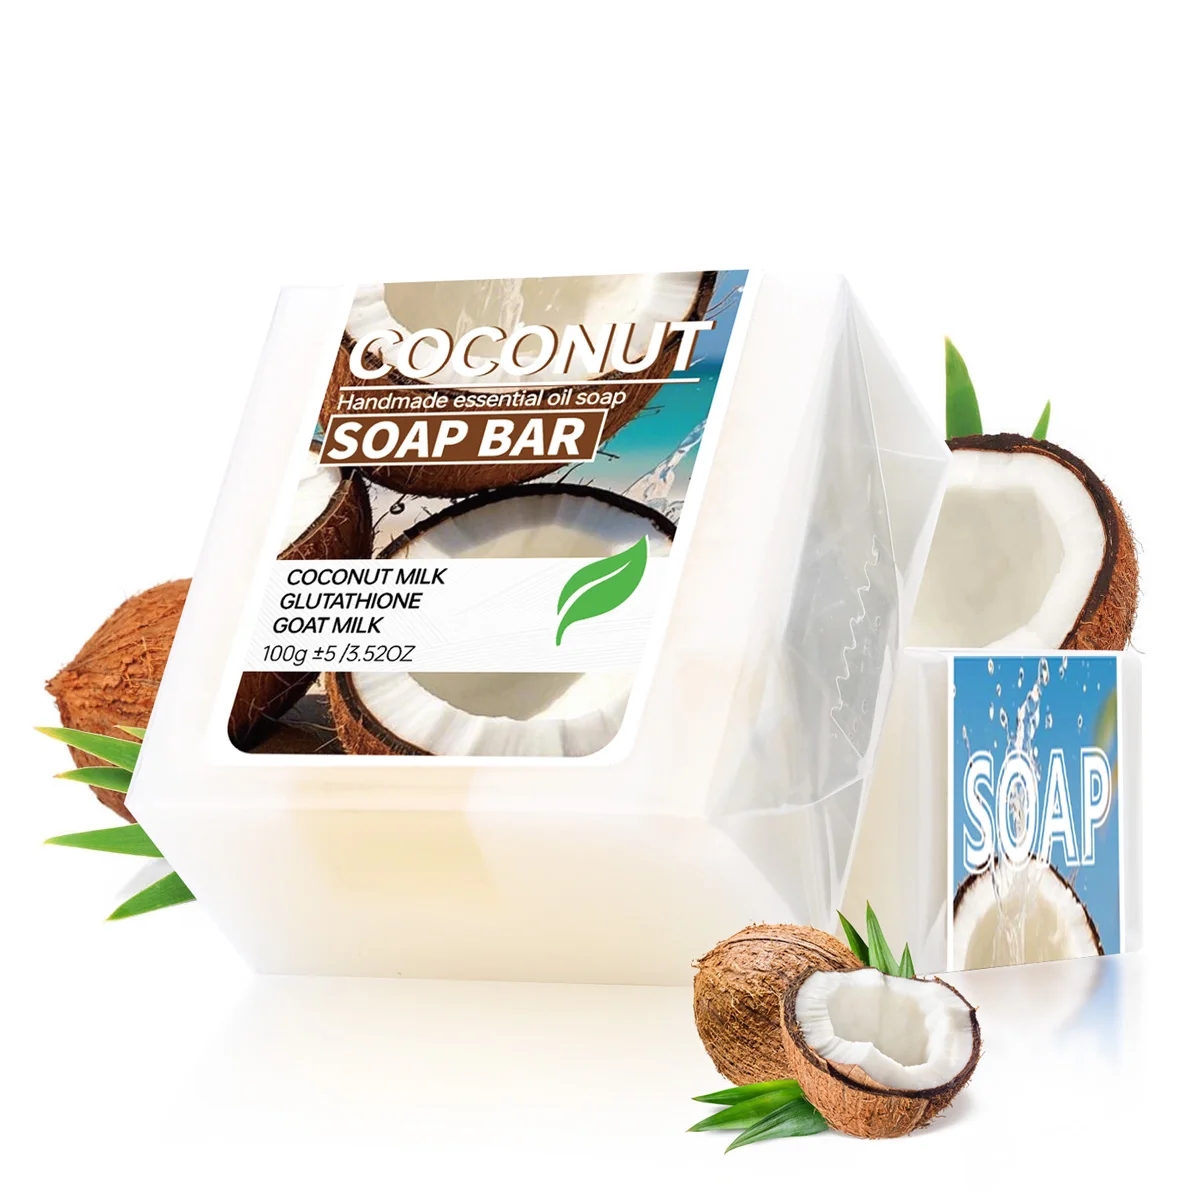 COCONUT
Handmade essential oil soap
SOAP BAR
COCONUT MILK
GLUTATHIONE
GOAT MILK
100g ±5 /3.52OZ
SOAP